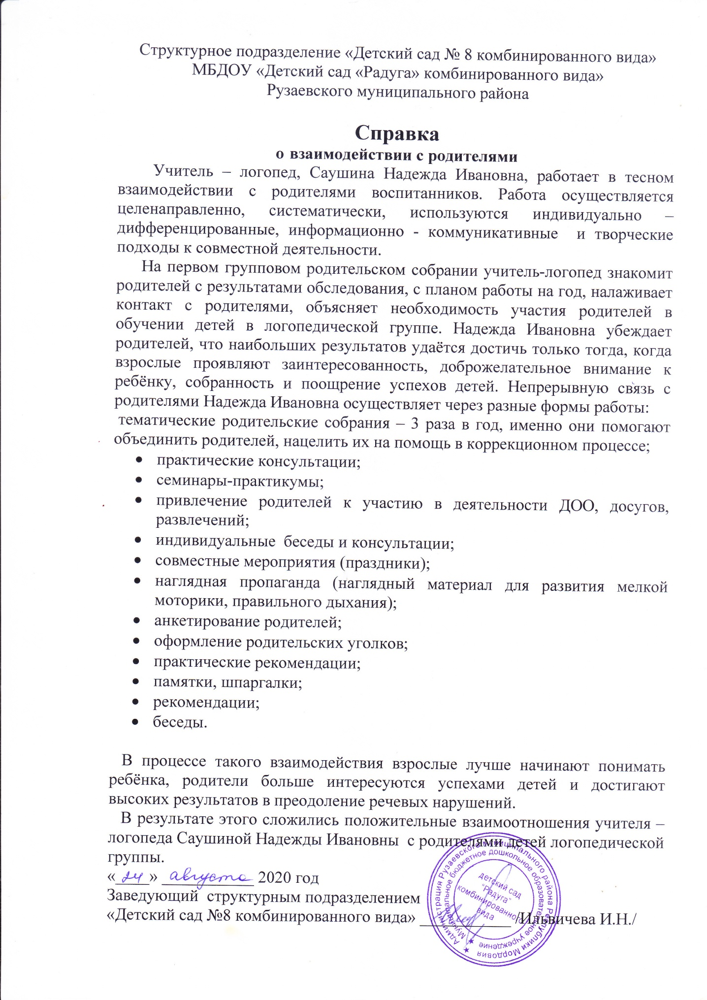 Структурное подразделение «Детский сад № 8 комбинированного вида»
МБДОУ «Детский сад «Радуга» комбинированного вида»
Рузаевского муниципального района
Справка
о взаимодействии с родителями
Учитель – логопед, Саушина Надежда Ивановна, работает в тесном
взаимодействии с родителями воспитанников. Работа осуществляется
целенаправленно, систематически, используются индивидуально –
дифференцированные, информационно - коммуникативные и творческие
подходы к совместной деятельности.
На первом групповом родительском собрании учитель-логопед знакомит
родителей с результатами обследования, с планом работы на год, налаживает
контакт с родителями, объясняет необходимость участия родителей в
обучении детей в логопедической группе. Надежда Ивановна убеждает
родителей, что наибольших результатов удаётся достичь только тогда, когда
взрослые проявляют заинтересованность, доброжелательное внимание к
ребёнку, собранность и поощрение успехов детей. Непрерывную связь с
родителями Надежда Ивановна осуществляет через разные формы работы:
тематические родительские собрания – 3 раза в год, именно они помогают
объединить родителей, нацелить их на помощь в коррекционном процессе;
• практические консультации;
• семинары-практикумы;
• привлечение родителей к участию в деятельности ДОО, досугов,
развлечений;
• индивидуальные беседы и консультации;
• совместные мероприятия (праздники);
• наглядная пропаганда (наглядный материал для развития мелкой
моторики, правильного дыхания);
• анкетирование родителей;
• оформление родительских уголков;
• практические рекомендации;
• памятки, шпаргалки;
• рекомендации;
• беседы.
В процессе такого взаимодействия взрослые лучше начинают понимать
ребёнка, родители больше интересуются успехами детей и достигают
высоких результатов в преодоление речевых нарушений.
В результате этого сложились положительные взаимоотношения учителя –
логопеда Саушиной Надежды Ивановны с родителями детей логопедической
группы.
«24» августа 2020 год
Заведующий структурным подразделением
«Детский сад №8 комбинированного вида» ___________ /Ильвичева И.Н./
Администрация Рузаевского муниципального района Республики Мордовия
Муниципальное бюджетное дошкольное образовательное учреждение
детский сад
"Радуга"
комбинированного
вида